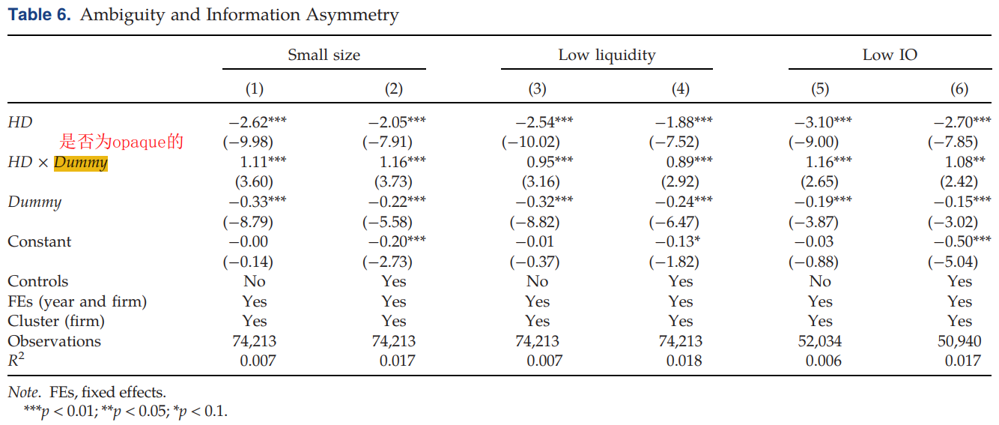 Table 6. Ambiguity and Information Asymmetry
Small size Low liquidity Low IO
(1) (2) (3) (4) (5) (6)
HD −2.62*** −2.05*** −2.54*** −1.88*** −3.10*** −2.70***
是否为opaque的 (−9.98) (−7.91) (−10.02) (−7.52) (−9.00) (−7.85)
HD × Dummy 1.11*** 1.16*** 0.95*** 0.89*** 1.16*** 1.08**
(3.60) (3.73) (3.16) (2.92) (2.65) (2.42)
Dummy −0.33*** −0.22*** −0.32*** −0.24*** −0.19*** −0.15***
(−8.79) (−5.58) (−8.82) (−6.47) (−3.87) (−3.02)
Constant −0.00 −0.20*** −0.01 −0.13* −0.03 −0.50***
(−0.14) (−2.73) (−0.37) (−1.82) (−0.88) (−5.04)
Controls No Yes No Yes No Yes
FEs (year and firm) Yes Yes Yes Yes Yes Yes
Cluster (firm) Yes Yes Yes Yes Yes Yes
Observations 74,213 74,213 74,213 74,213 52,034 50,940
R² 0.007 0.017 0.007 0.018 0.006 0.017
Note. FEs, fixed effects.
***p < 0.01; **p < 0.05; *p < 0.1.